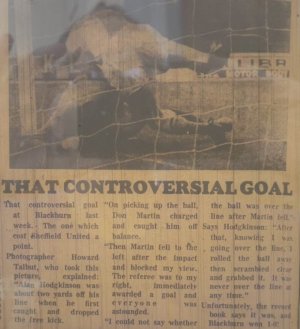 LIBR
MOTOR BODY
THAT CONTROVERSIAL GOAL
That controversial goal
at Blackburn last
week. The one which
cost Sheffield United a
point.
Photographer Howard
Talbot, who took this
picture, explained:
"Alan Hodgkinson was
about two yards off his
line when he first
caught and dropped
the free kick.
"On picking up the ball,
Don Martin charged
and caught him off
balance.
"Then Martin fell to the
left after the impact
and blocked my view.
The referee was to my
right, immediately
awarded a goal and
everyone was
astounded.
"I could not say whether
the ball was over the
line after Martin fell."
Says Hodgkinson: "After
that, knowing I was
going over the line, I
rolled the ball away
then scrambled clear
and grabbed it. It was
never over the line at
any time."
Unfortunately, the record
book says it was, and
Blackburn won 1-0